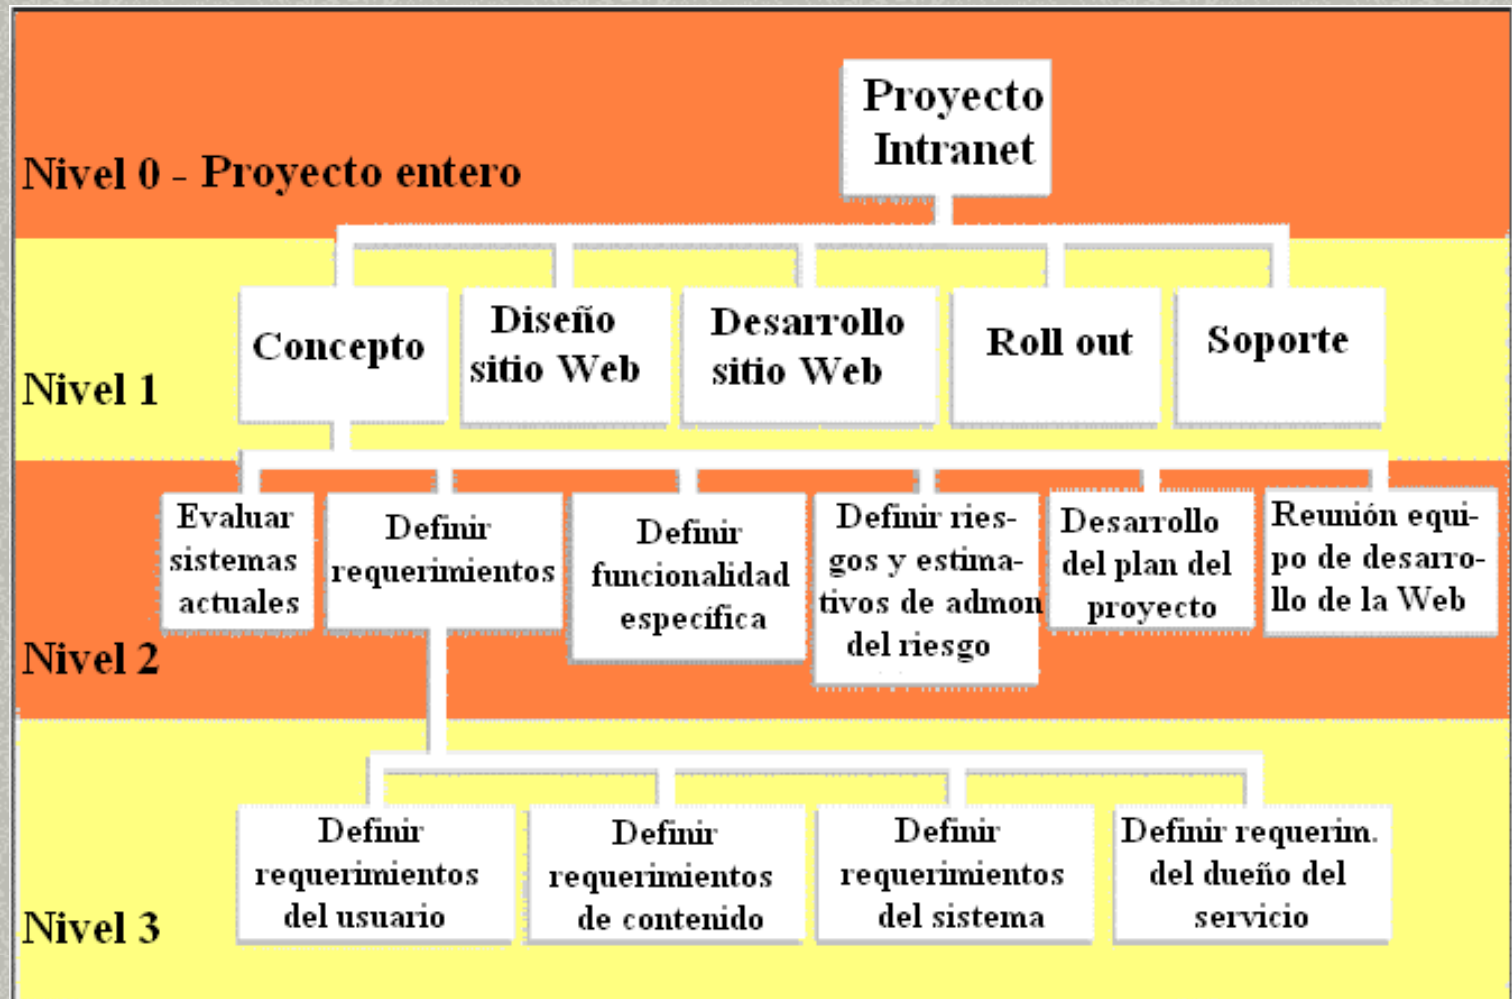 Proyecto
Intranet
Nivel 0 - Proyecto entero
Concepto
Diseño
sitio Web
Desarrollo
sitio Web
Roll out
Soporte
Nivel 1
Evaluar
sistemas
actuales
Definir
requerimientos
Definir
funcionalidad
específica
Definir ries-
gos y estima-
tivos de admon
del riesgo
Desarrollo
del plan del
proyecto
Reunión equi-
po de desarro-
llo de la Web
Nivel 2
Definir
requerimientos
del usuario
Definir
requerimientos
de contenido
Definir
requerimientos
del sistema
Definir requerim.
del dueño del
servicio
Nivel 3